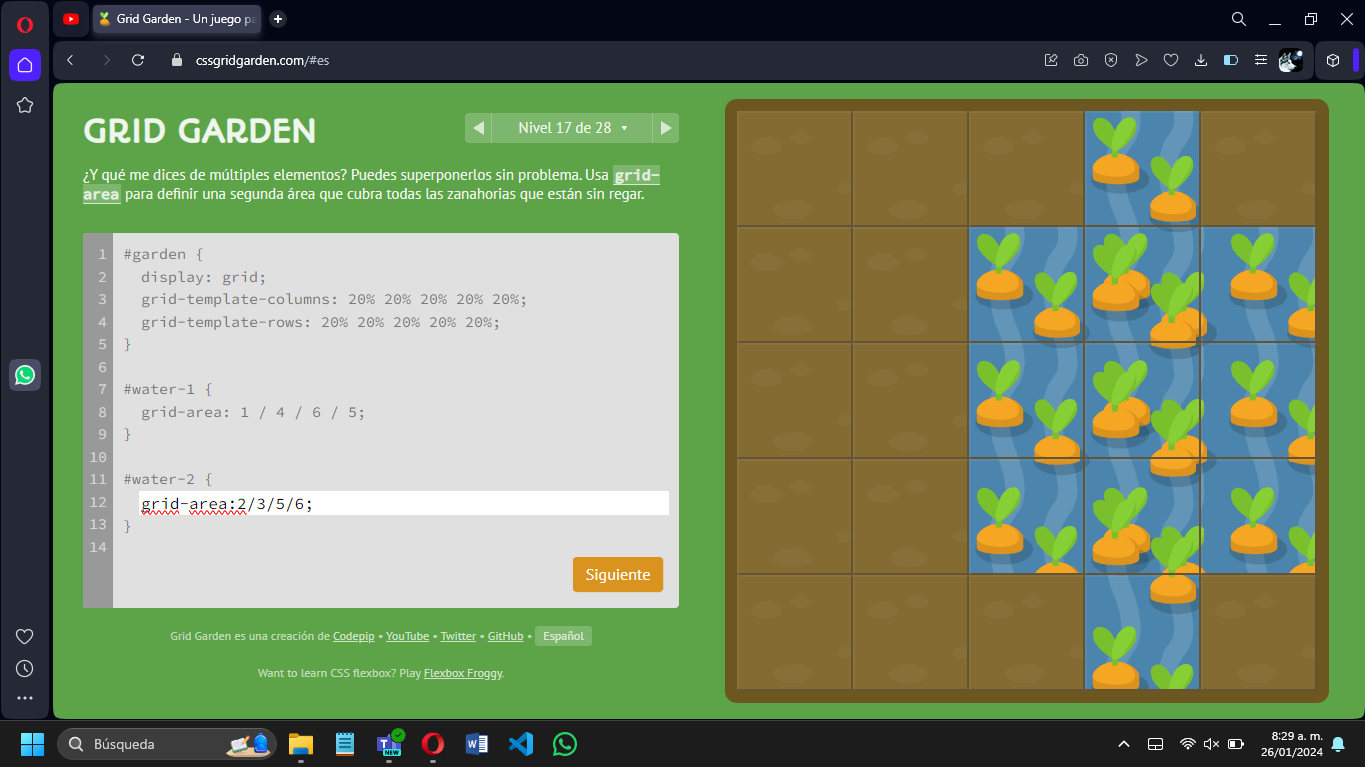 Grid Garden - Un juego pa
cssgridgarden.com/#es
GRID GARDEN
Nivel 17 de 28
¿Y qué me dices de múltiples elementos? Puedes superponerlos sin problema. Usa grid-
area para definir una segunda área que cubra todas las zanahorias que están sin regar.
1 #garden {
2 display: grid;
3 grid-template-columns: 20% 20% 20% 20% 20%;
4 grid-template-rows: 20% 20% 20% 20% 20%;
5 }
6
7 #water-1 {
8 grid-area: 1 / 4 / 6 / 5;
9 }
10
11 #water-2 {
12 grid-area:2/3/5/6;
13 }
14
Siguiente
Grid Garden es una creación de Codepip • YouTube • Twitter • GitHub • Español
Want to learn CSS flexbox? Play Flexbox Froggy.
Búsqueda
NEW
8:29 a. m.
26/01/2024